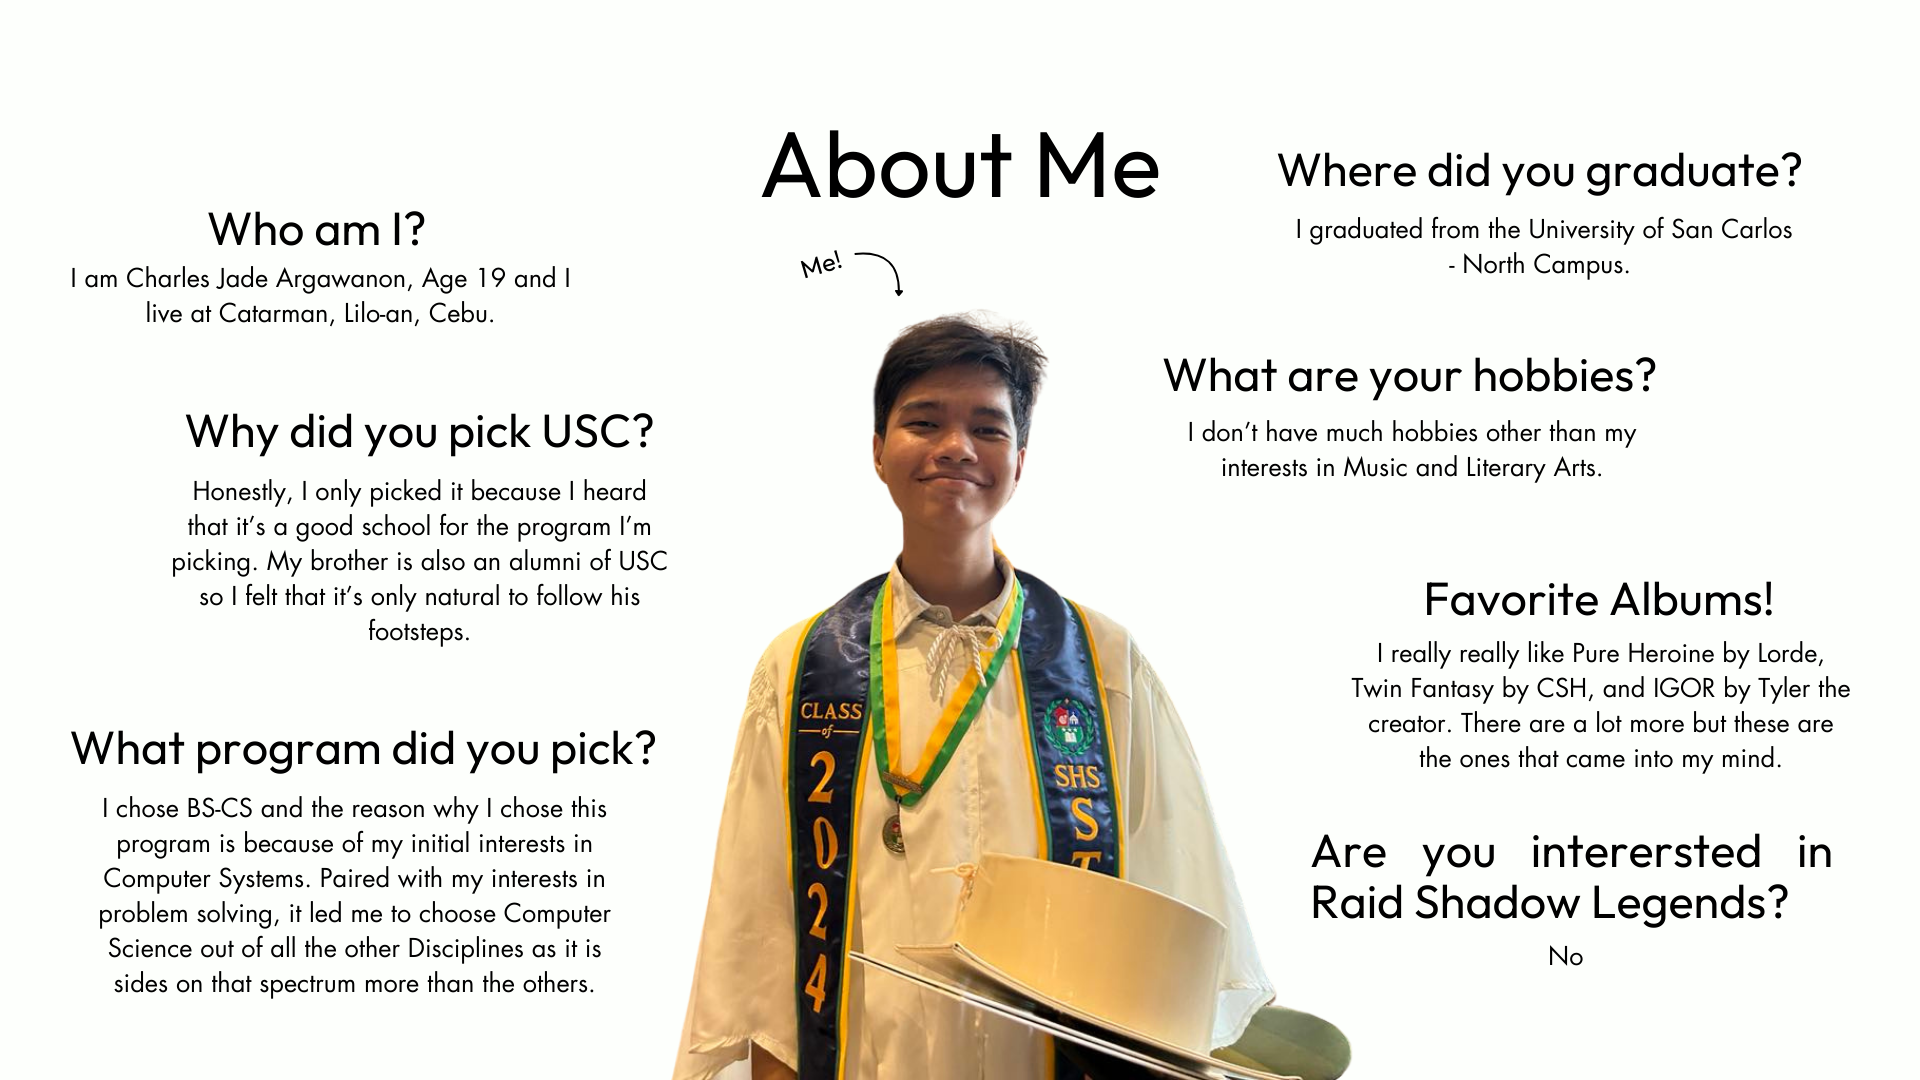 About Me
Who am I?
I am Charles Jade Argawanon, Age 19 and I
live at Catarman, Lilo-an, Cebu.
Why did you pick USC?
Honestly, I only picked it because I heard
that it’s a good school for the program I’m
picking. My brother is also an alumni of USC
so I felt that it’s only natural to follow his
footsteps.
What program did you pick?
I chose BS-CS and the reason why I chose this
program is because of my initial interests in
Computer Systems. Paired with my interests in
problem solving, it led me to choose Computer
Science out of all the other Disciplines as it is
sides on that spectrum more than the others.
Me!
CLASS
of
2
0
2
4
SHS
S
T
Where did you graduate?
I graduated from the University of San Carlos
- North Campus.
What are your hobbies?
I don’t have much hobbies other than my
interests in Music and Literary Arts.
Favorite Albums!
I really really like Pure Heroine by Lorde,
Twin Fantasy by CSH, and IGOR by Tyler the
creator. There are a lot more but these are
the ones that came into my mind.
Are you interersted in
Raid Shadow Legends?
No